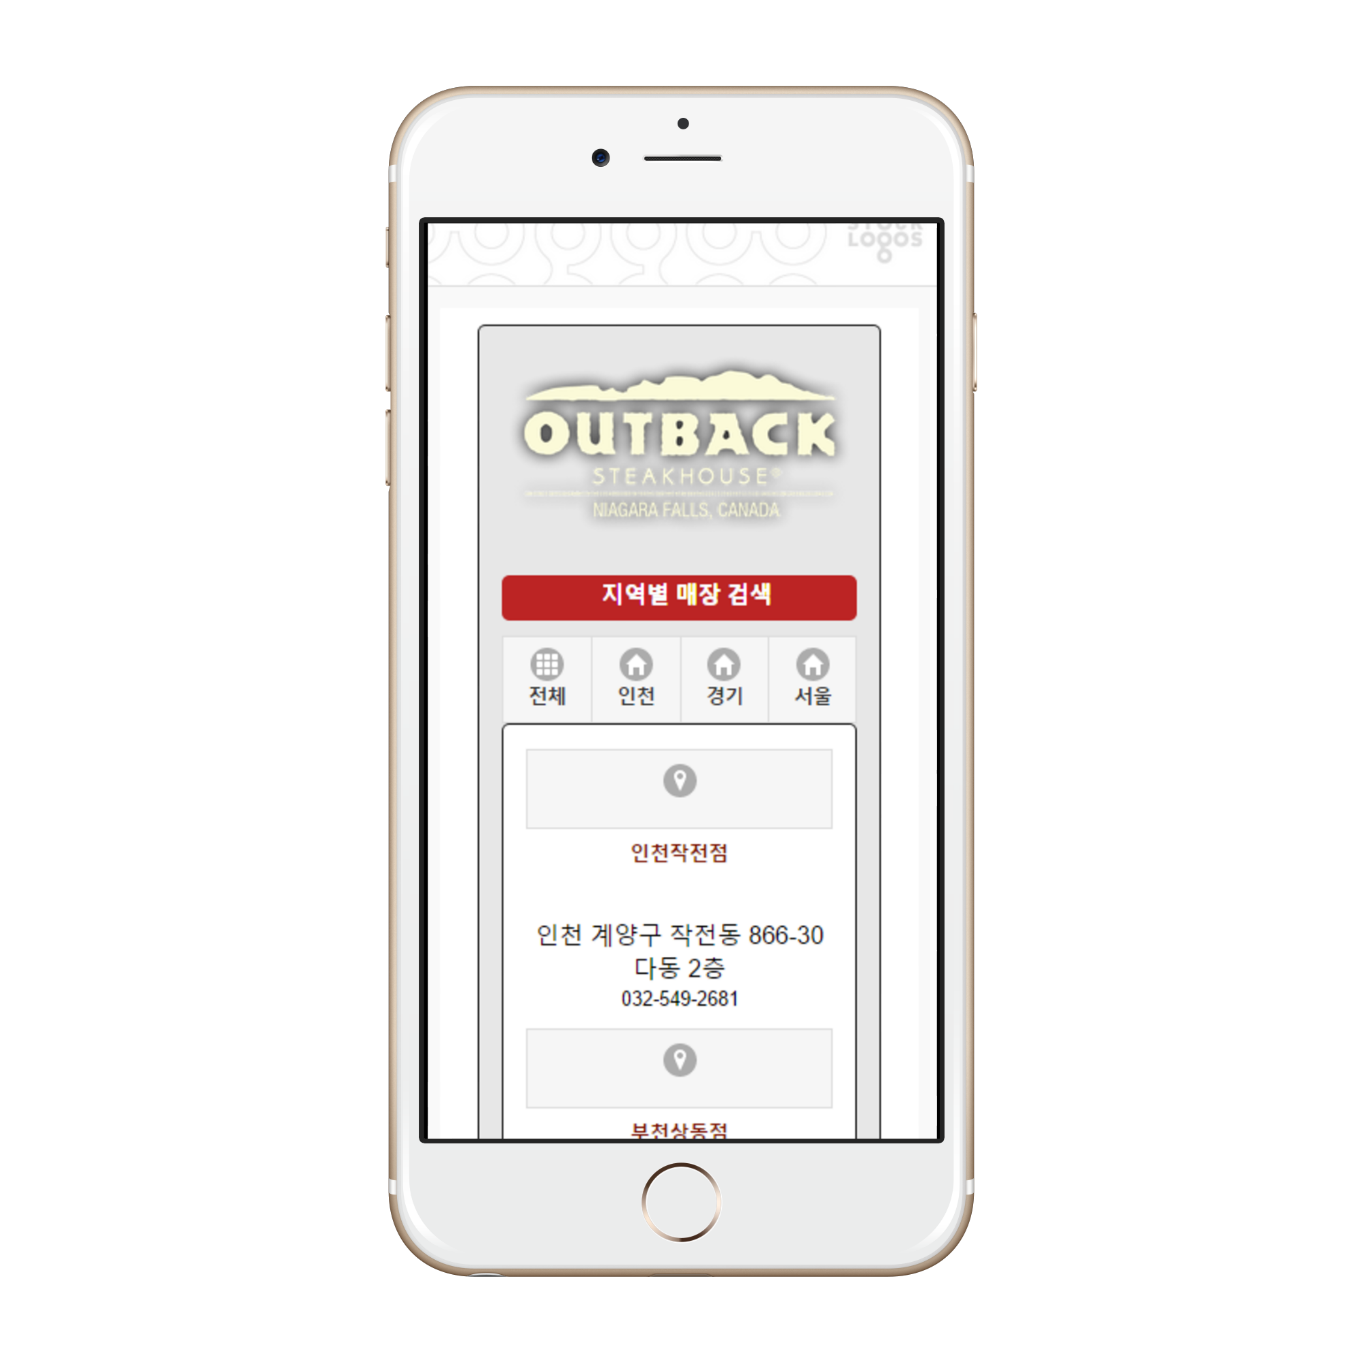 STOCK
LOGOS
OUTBACK
STEAKHOUSE®
NIAGARA FALLS, CANADA
지역별 매장 검색
전체
인천
경기
서울
인천작전점
인천 계양구 작전동 866-30
다동 2층
032-549-2681
부천상동점